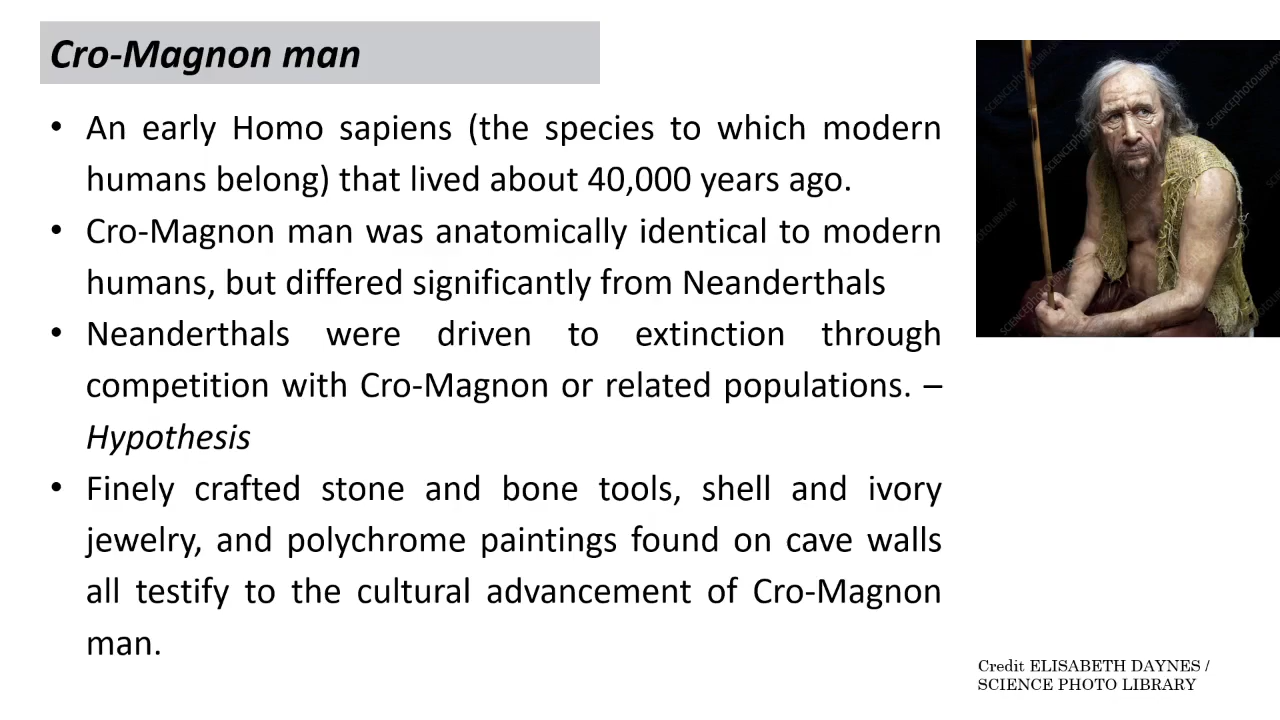 Cro-Magnon man
• An early Homo sapiens (the species to which modern
humans belong) that lived about 40,000 years ago.
• Cro-Magnon man was anatomically identical to modern
humans, but differed significantly from Neanderthals
• Neanderthals were driven to extinction through
competition with Cro-Magnon or related populations. –
Hypothesis
• Finely crafted stone and bone tools, shell and ivory
jewelry, and polychrome paintings found on cave walls
all testify to the cultural advancement of Cro-Magnon
man.
Credit ELISABETH DAYNES /
SCIENCE PHOTO LIBRARY